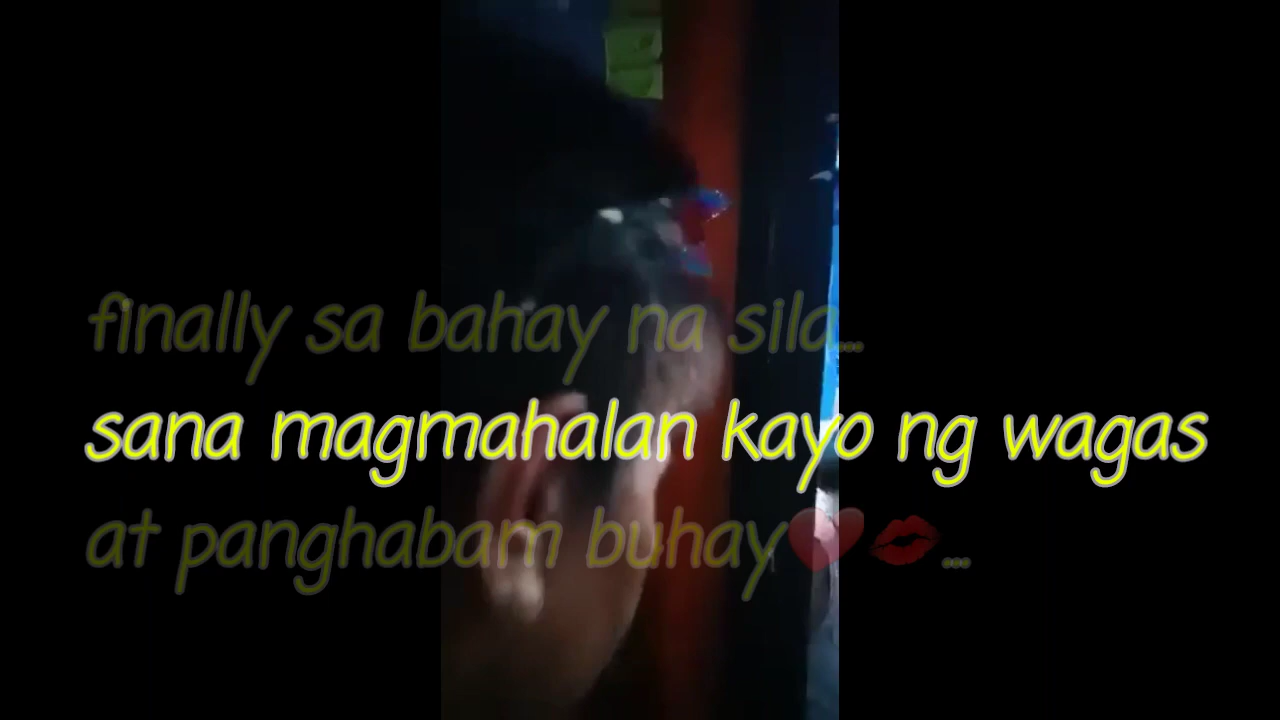 finally sa bahay na sila...
sana magmahalan kayo ng wagas
at panghabam buhay❤️💋...